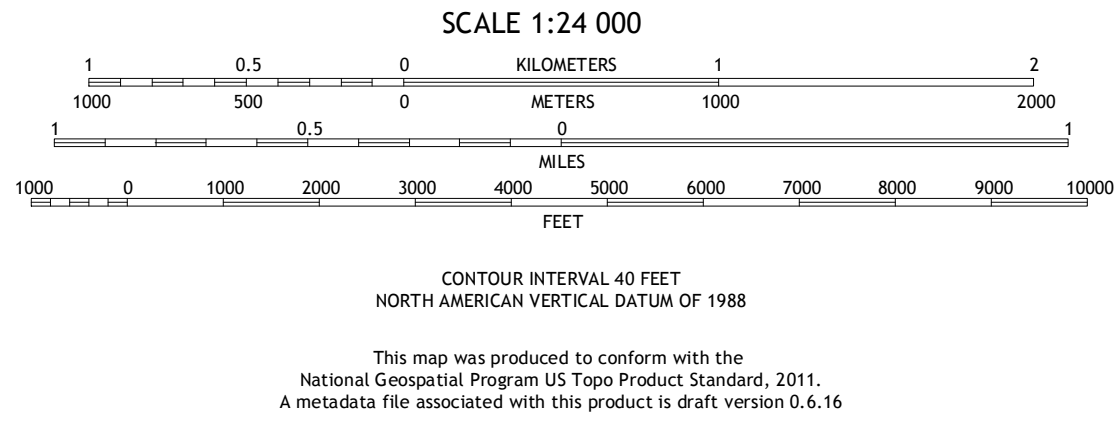 SCALE 1:24 000
1 0.5 0 KILOMETERS 1 2
1000 500 0 METERS 1000 2000
1 0.5 0 1
MILES
1000 0 1000 2000 3000 4000 5000 6000 7000 8000 9000 10000
FEET
CONTOUR INTERVAL 40 FEET
NORTH AMERICAN VERTICAL DATUM OF 1988
This map was produced to conform with the
National Geospatial Program US Topo Product Standard, 2011.
A metadata file associated with this product is draft version 0.6.16